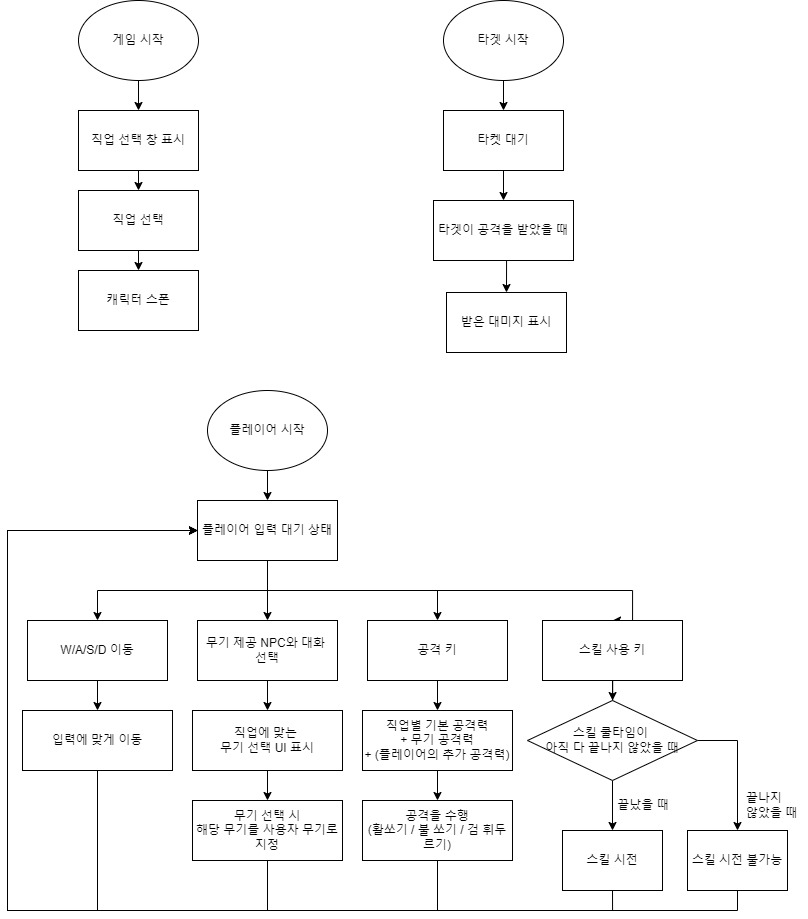 게임 시작
직업 선택 창 표시
직업 선택
캐릭터 스폰
타겟 시작
타켓 대기
타겟이 공격을 받았을 때
받은 대미지 표시
플레이어 시작
플레이어 입력 대기 상태
W/A/S/D 이동
입력에 맞게 이동
무기 제공 NPC와 대화
선택
직업에 맞는
무기 선택 UI 표시
무기 선택 시
해당 무기를 사용자 무기로
지정
공격 키
직업별 기본 공격력
+ 무기 공격력
+ (플레이어의 추가 공격력)
공격을 수행
(활쏘기 / 불 쏘기 / 검 휘두
르기)
스킬 사용 키
스킬 쿨타임이
아직 다 끝나지 않았을 때
끝났을 때
스킬 시전
끝나지
않았을 때
스킬 시전 불가능